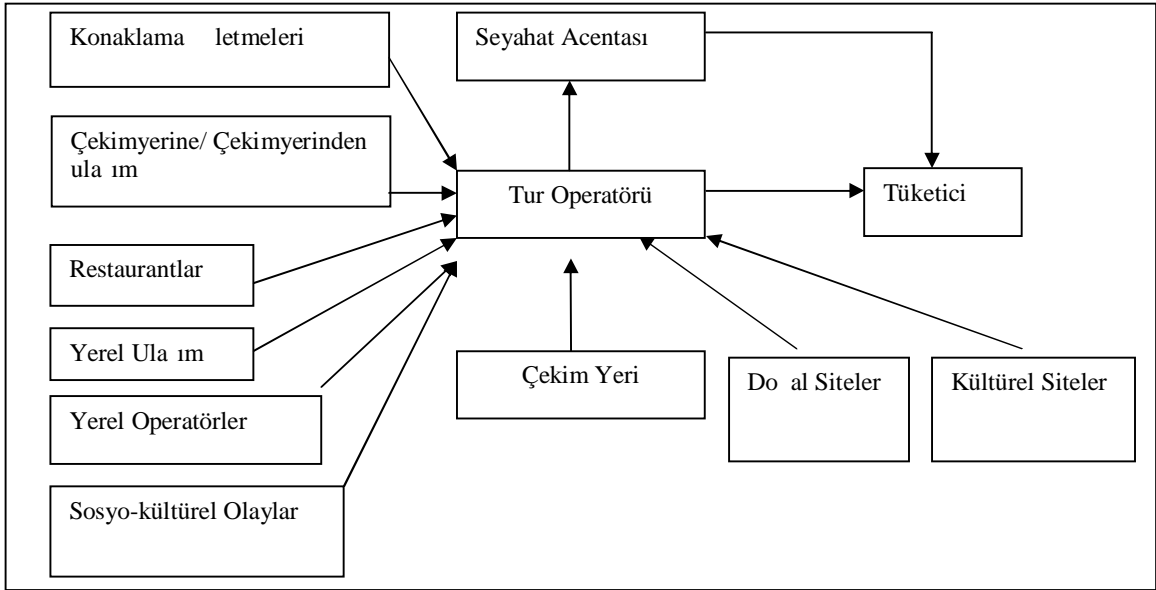 Konaklama letmeleri
Seyahat Acentası
Çekimyerine/ Çekimyerinden
ula ım
Tur Operatörü
Tüketici
Restaurantlar
Yerel Ula ım
Çekim Yeri
Do al Siteler
Kültürel Siteler
Yerel Operatörler
Sosyo-kültürel Olaylar